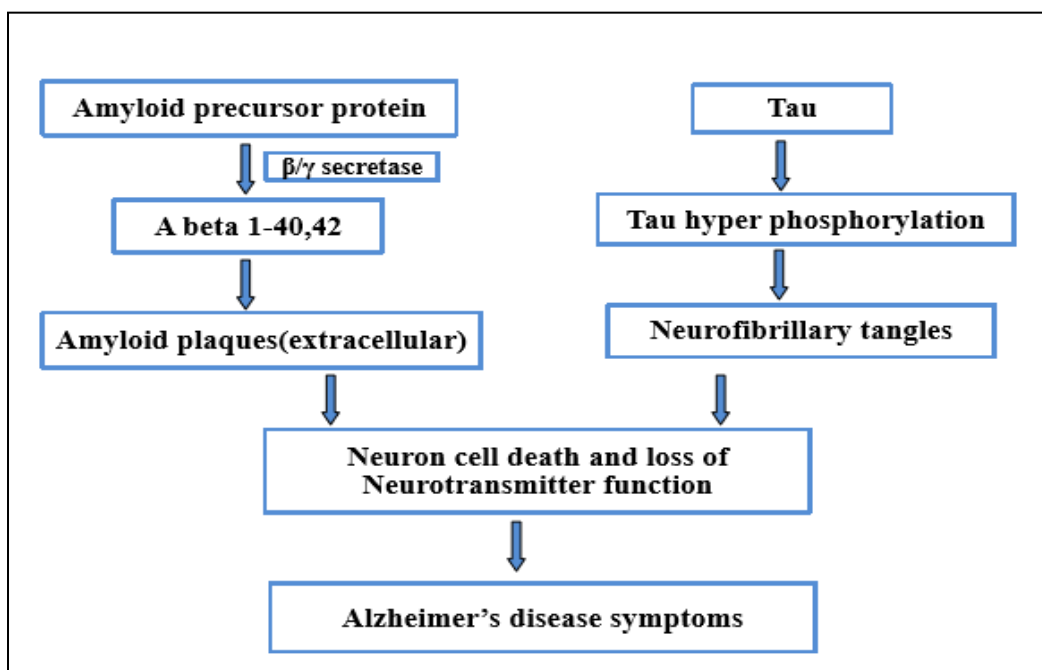 Amyloid precursor protein
β/γ secretase
A beta 1-40,42
Amyloid plaques(extracellular)
Tau
Tau hyper phosphorylation
Neurofibrillary tangles
Neuron cell death and loss of
Neurotransmitter function
Alzheimer’s disease symptoms